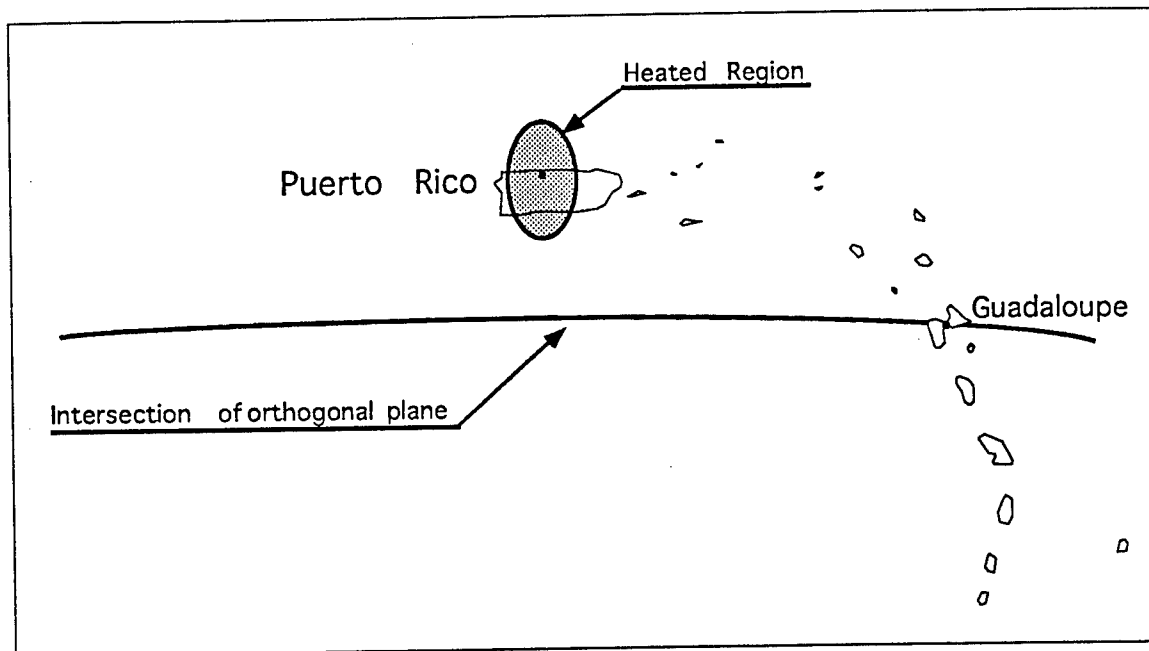 Heated Region
Puerto Rico
Guadaloupe
Intersection of orthogonal plane